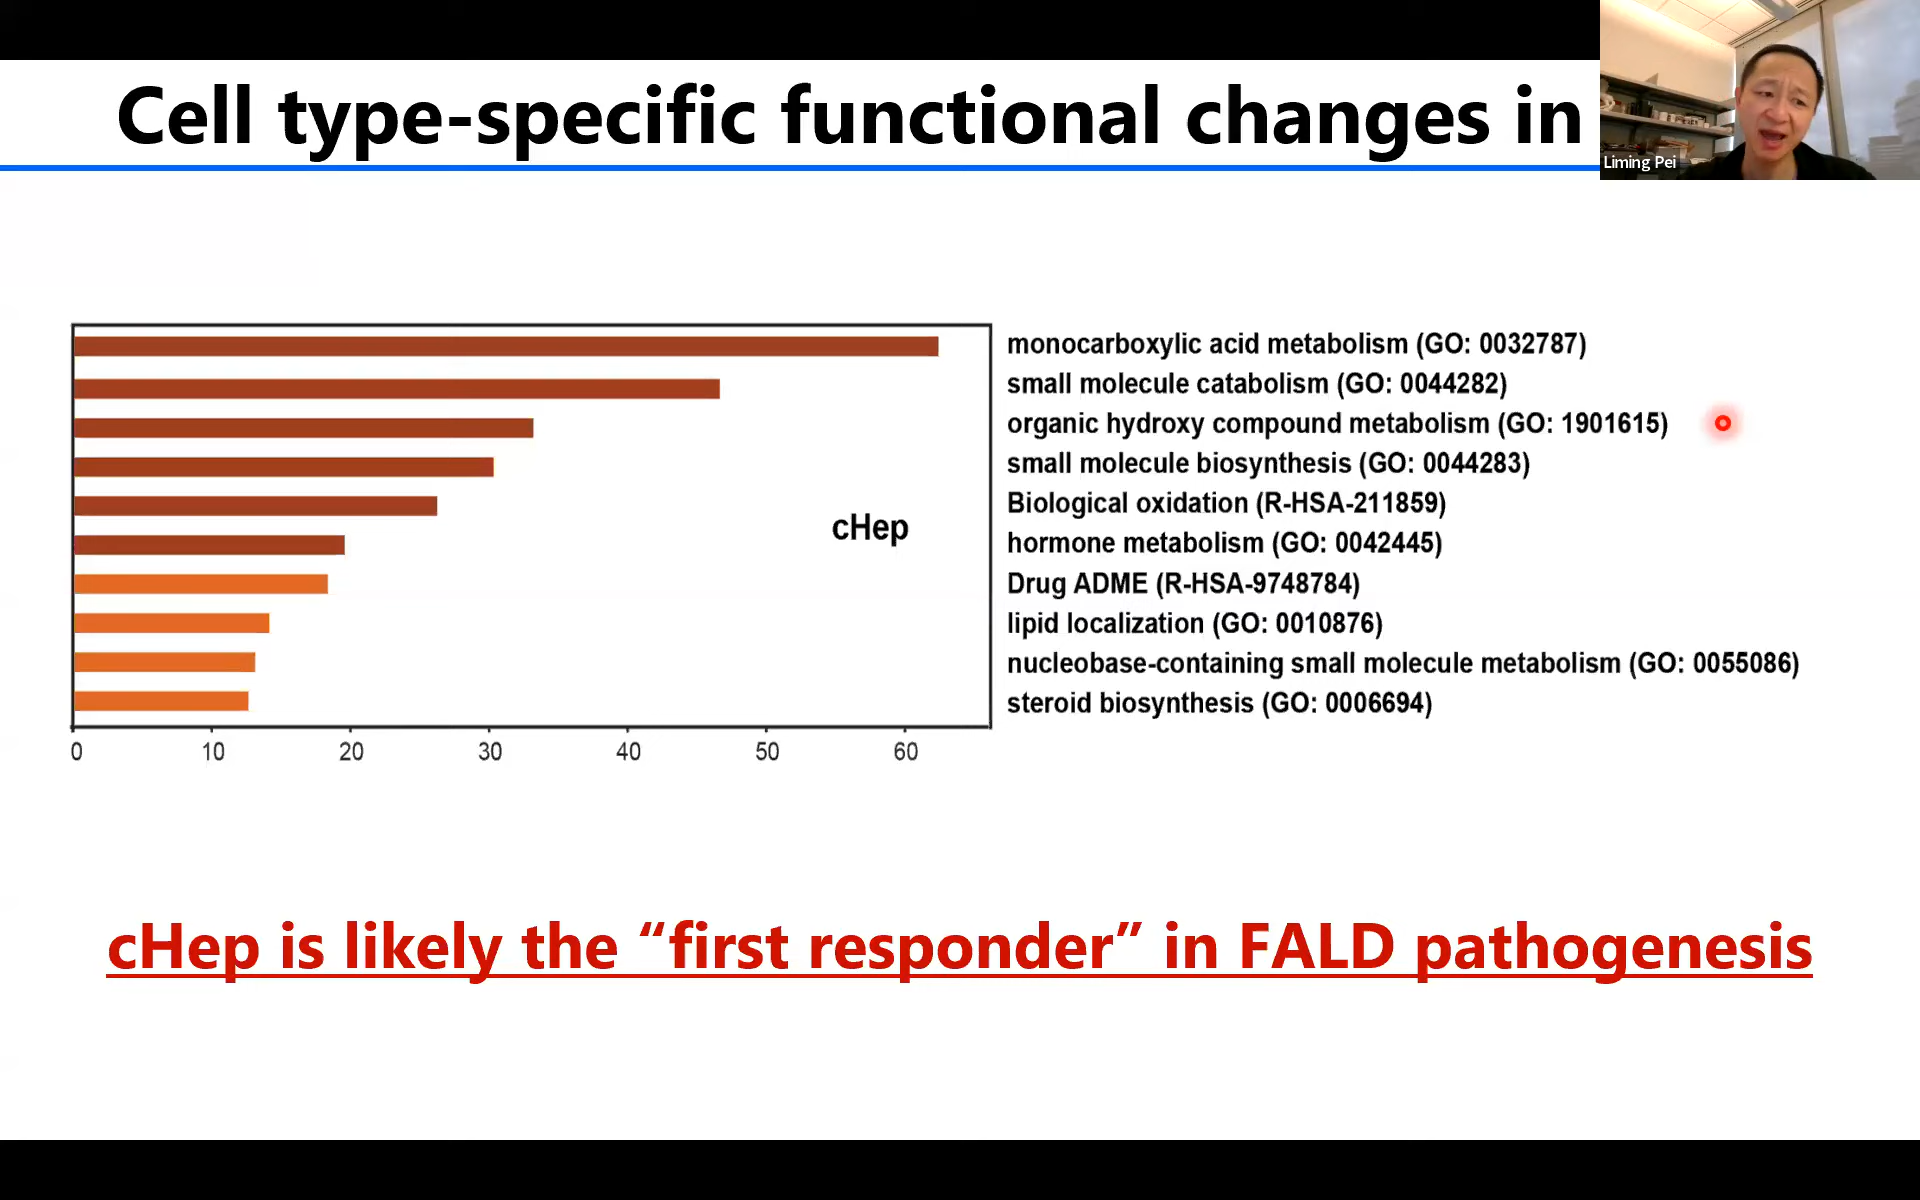 Cell type-specific functional changes in
Liming Pei
monocarboxylic acid metabolism (GO: 0032787)
small molecule catabolism (GO: 0044282)
organic hydroxy compound metabolism (GO: 1901615)
small molecule biosynthesis (GO: 0044283)
Biological oxidation (R-HSA-211859)
hormone metabolism (GO: 0042445)
Drug ADME (R-HSA-9748784)
lipid localization (GO: 0010876)
nucleobase-containing small molecule metabolism (GO: 0055086)
steroid biosynthesis (GO: 0006694)
cHep
0 10 20 30 40 50 60
cHep is likely the “first responder” in FALD pathogenesis